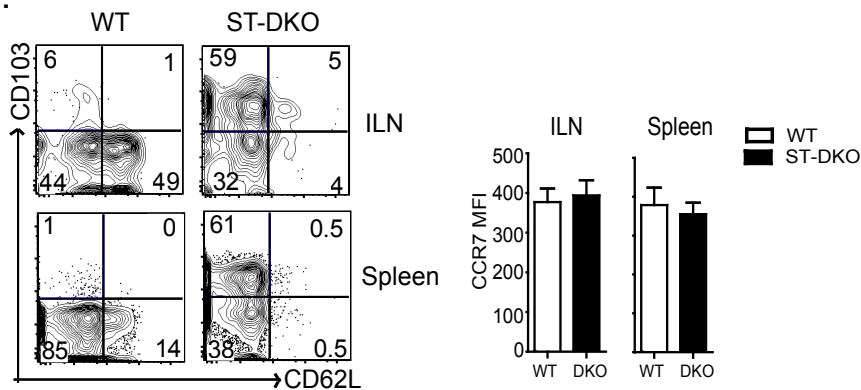 WT ST-DKO
CD103
6 1
44 49
59 5
32 4
ILN
1 0
85 14
61 0.5
38 0.5
Spleen
CD62L
ILN Spleen
WT
ST-DKO
CCR7 MFI
500
400
300
200
100
0
WT DKO
WT DKO